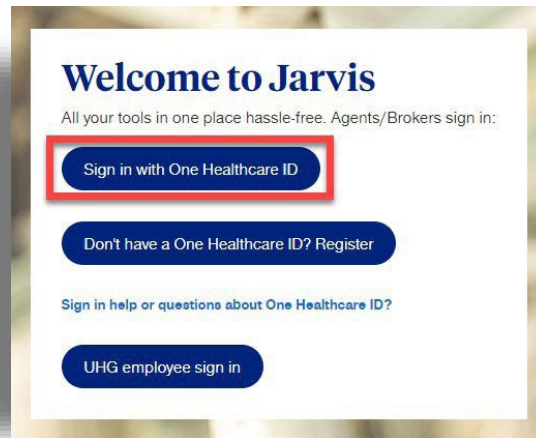 Welcome to Jarvis
All your tools in one place hassle-free. Agents/Brokers sign in:
Sign in with One Healthcare ID
Don't have a One Healthcare ID? Register
Sign in help or questions about One Healthcare ID?
UHG employee sign in